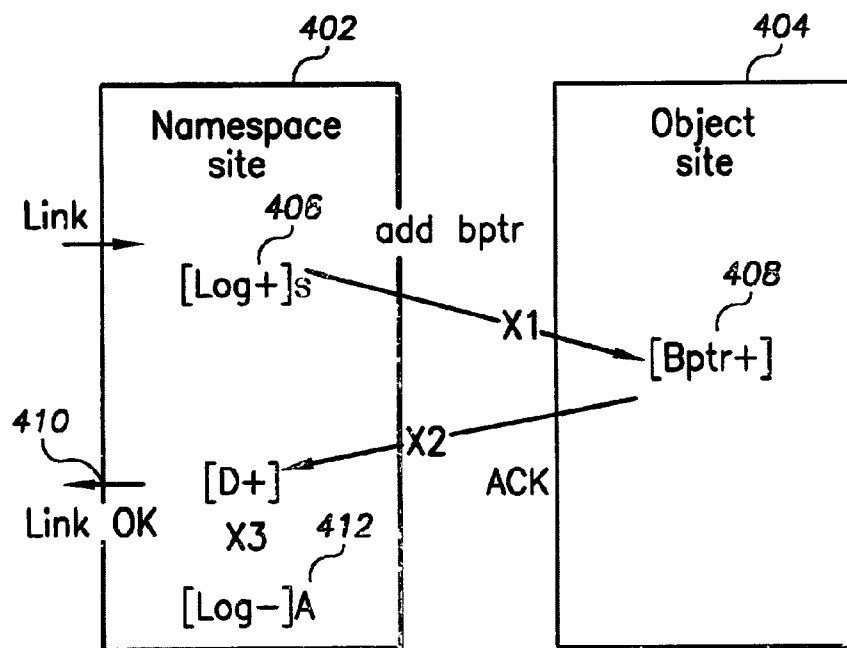 402
404
Namespace
site
Object
site
Link
406
add bptr
[Log+]s
408
X1
[Bptr+]
410
X2
[D+]
ACK
Link OK
X3
412
[Log-]A